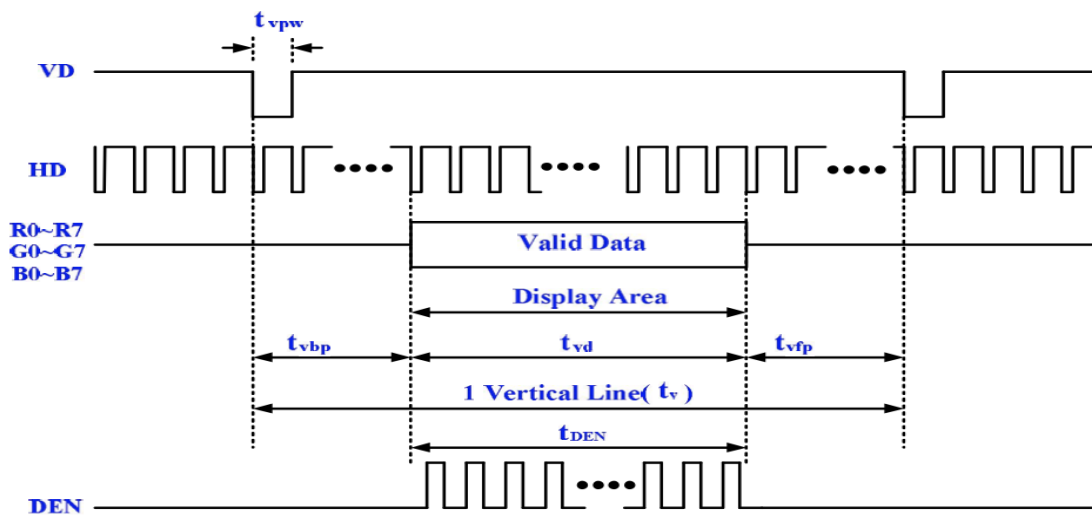 t vpw
VD
HD
R0~R7
G0~G7
B0~B7
Valid Data
Display Area
tvbp
tvd
tvfp
1 Vertical Line( tv )
tDEN
DEN